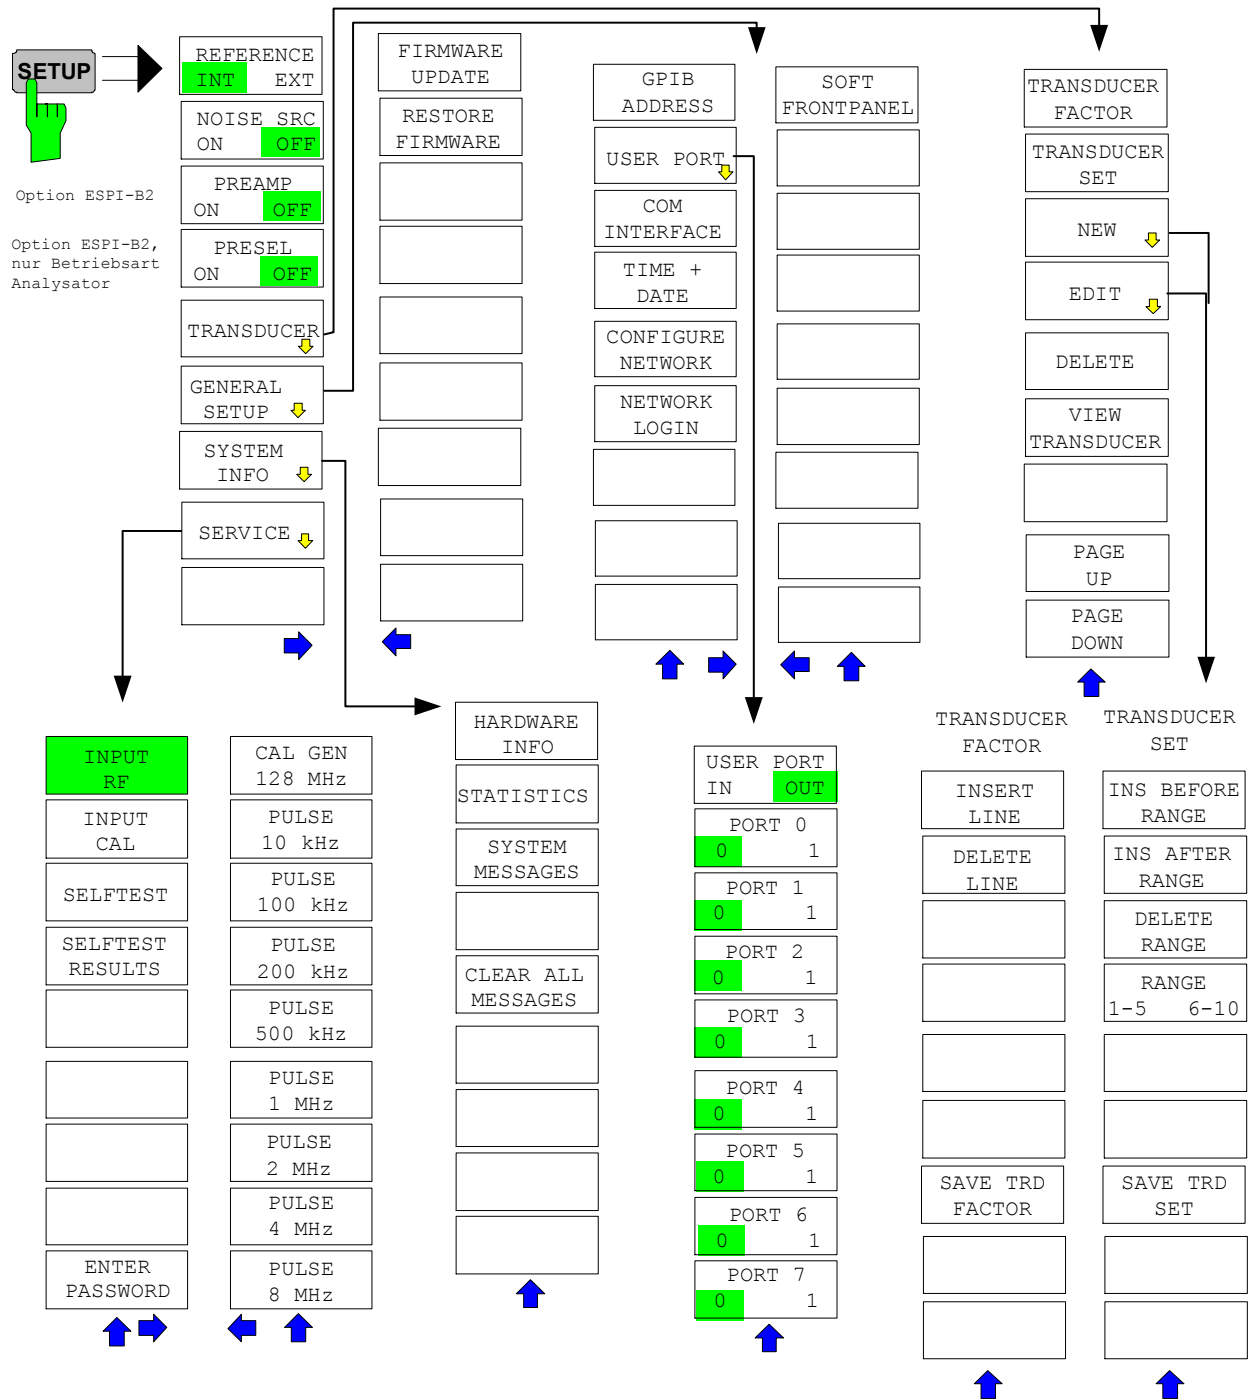 SETUP
Option ESPI-B2
Option ESPI-B2,
nur Betriebsart
Analysator
REFERENCE
INT EXT
NOISE SRC
ON OFF
PREAMP
ON OFF
PRESEL
ON OFF
TRANSDUCER
GENERAL
SETUP
SYSTEM
INFO
SERVICE
FIRMWARE
UPDATE
RESTORE
FIRMWARE
GPIB
ADDRESS
USER PORT
COM
INTERFACE
TIME +
DATE
CONFIGURE
NETWORK
NETWORK
LOGIN
SOFT
FRONTPANEL
TRANSDUCER
FACTOR
TRANSDUCER
SET
NEW
EDIT
DELETE
VIEW
TRANSDUCER
PAGE
UP
PAGE
DOWN
INPUT
RF
INPUT
CAL
SELFTEST
SELFTEST
RESULTS
ENTER
PASSWORD
CAL GEN
128 MHz
PULSE
10 kHz
PULSE
100 kHz
PULSE
200 kHz
PULSE
500 kHz
PULSE
1 MHz
PULSE
2 MHz
PULSE
4 MHz
PULSE
8 MHz
HARDWARE
INFO
STATISTICS
SYSTEM
MESSAGES
CLEAR ALL
MESSAGES
USER PORT
IN OUT
PORT 0
0 1
PORT 1
0 1
PORT 2
0 1
PORT 3
0 1
PORT 4
0 1
PORT 5
0 1
PORT 6
0 1
PORT 7
0 1
TRANSDUCER
FACTOR
INSERT
LINE
DELETE
LINE
SAVE TRD
FACTOR
TRANSDUCER
SET
INS BEFORE
RANGE
INS AFTER
RANGE
DELETE
RANGE
RANGE
1-5 6-10
SAVE TRD
SET